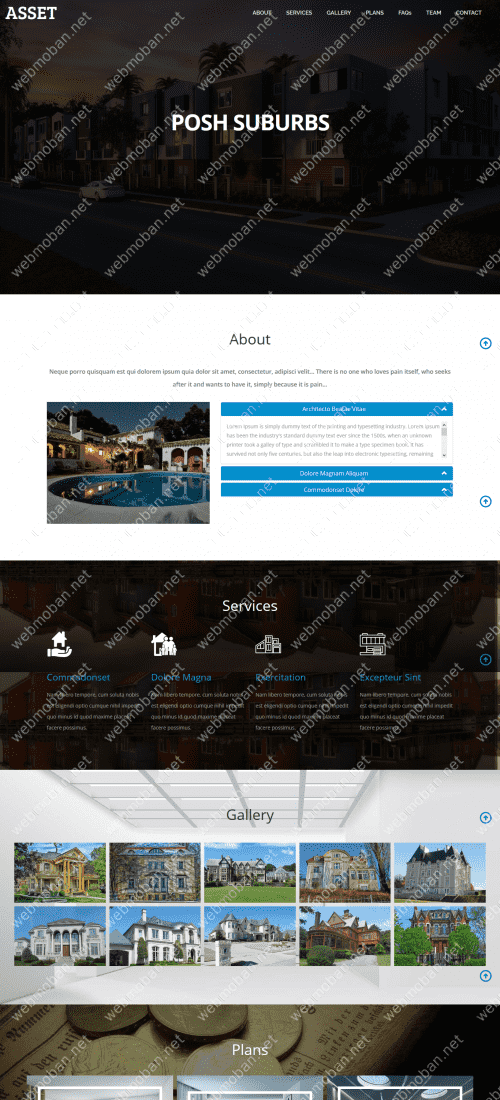 ASSET
ABOUT SERVICES GALLERY PLANS FAQs TEAM CONTACT
POSH SUBURBS
About
Neque porro quisquam est qui dolorem ipsum quia dolor sit amet, consectetur, adipisci velit... There is no one who loves pain itself, who seeks
after it and wants to have it, simply because it is pain...
Architecto Beatae Vitae
Lorem Ipsum is simply dummy text of the printing and typesetting industry. Lorem Ipsum
has been the industry's standard dummy text ever since the 1500s, when an unknown
printer took a galley of type and scrambled it to make a type specimen book. It has
survived not only five centuries, but also the leap into electronic typesetting, remaining
Dolore Magnam Aliquam
Commodonset Dolore
Services
Commodonset
Nam libero tempore, cum soluta nobis
est eligendi optio cumque nihil impedit
quo minus id quod maxime placeat
facere possimus.
Dolore Magna
Nam libero tempore, cum soluta nobis
est eligendi optio cumque nihil impedit
quo minus id quod maxime placeat
facere possimus.
Exercitation
Nam libero tempore, cum soluta nobis
est eligendi optio cumque nihil impedit
quo minus id quod maxime placeat
facere possimus.
Excepteur Sint
Nam libero tempore, cum soluta nobis
est eligendi optio cumque nihil impedit
quo minus id quod maxime placeat
facere possimus.
Gallery
Plans
webmoban.net